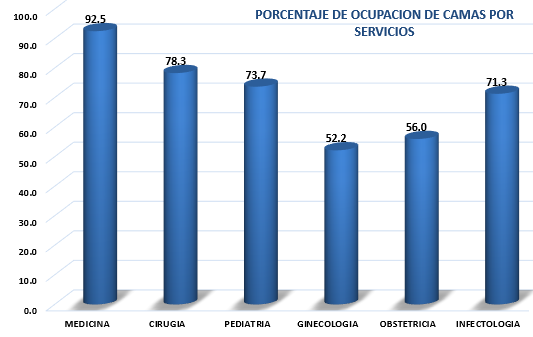 PORCENTAJE DE OCUPACION DE CAMAS POR
SERVICIOS
100.0
90.0
80.0
70.0
60.0
50.0
40.0
30.0
20.0
10.0
0.0
92.5
78.3
73.7
52.2
56.0
71.3
MEDICINA
CIRUGIA
PEDIATRIA
GINECOLOGIA
OBSTETRICIA
INFECTOLOGIA